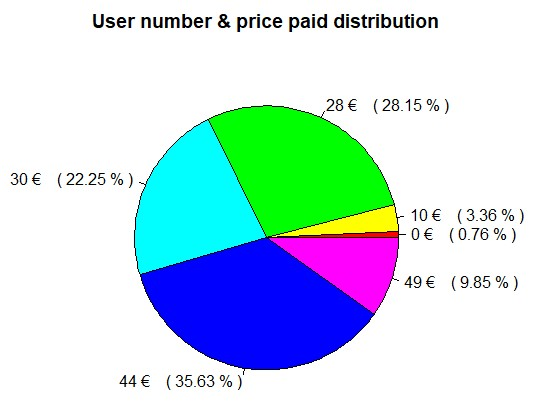 User number & price paid distribution
28 € ( 28.15 % )
30 € ( 22.25 % )
10 € ( 3.36 % )
0 € ( 0.76 % )
49 € ( 9.85 % )
44 € ( 35.63 % )